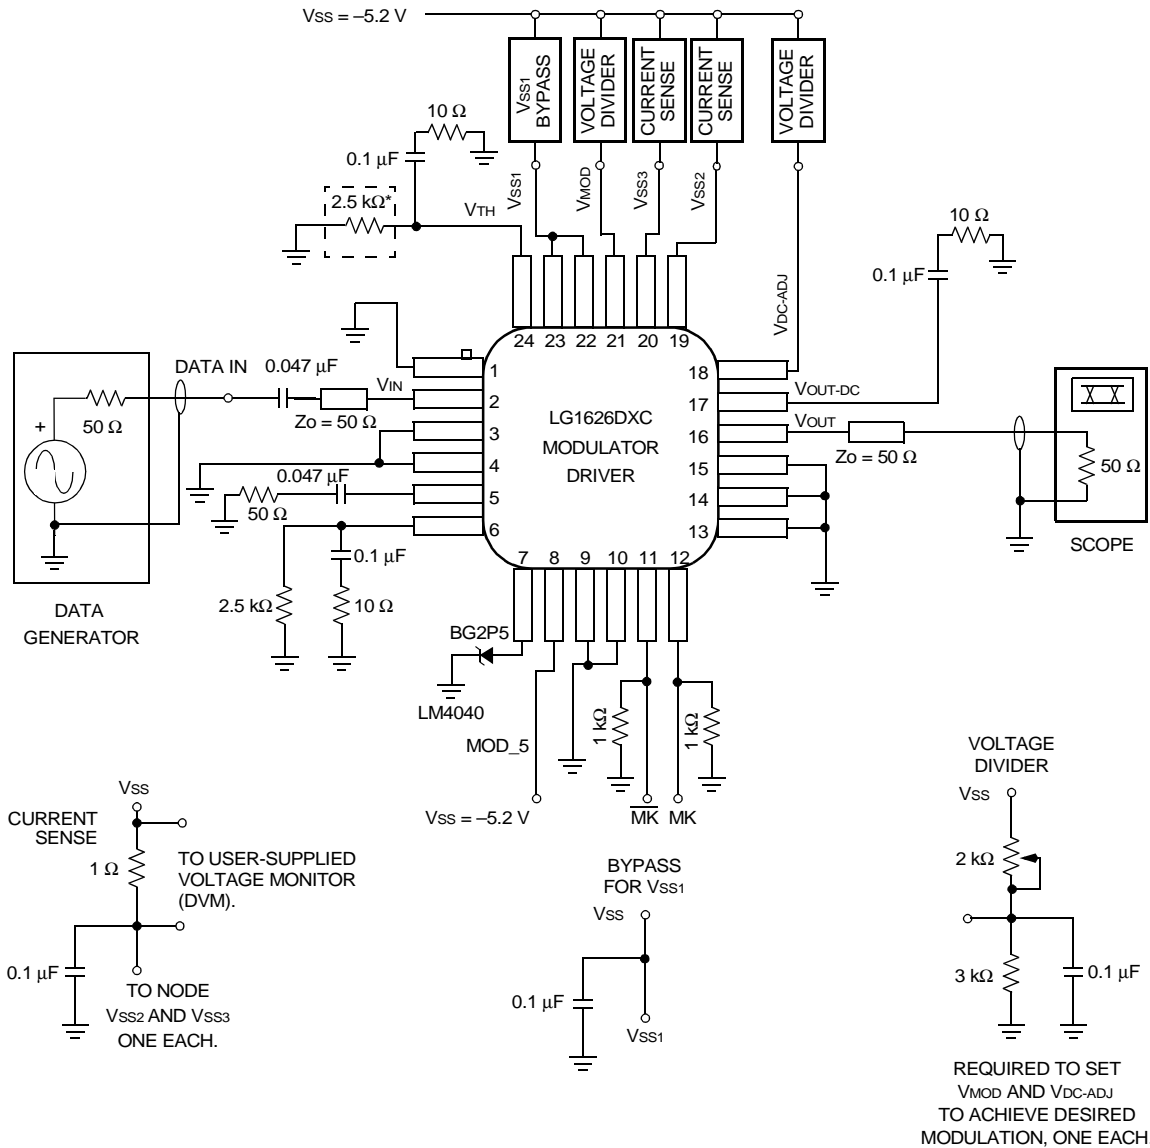 VSS = –5.2 V
VSS1
BYPASS
VOLTAGE
DIVIDER
CURRENT
SENSE
CURRENT
SENSE
VOLTAGE
DIVIDER
10 Ω
0.1 μF
2.5 kΩ*
VTH
VSS1
VMOD
VSS3
VSS2
VDC-ADJ
10 Ω
0.1 μF
24 23 22 21 20 19
1
2
3
4
5
6
18
17
16
15
14
13
7 8 9 10 11 12
LG1626DXC
MODULATOR
DRIVER
DATA IN
0.047 μF
VIN
Zo = 50 Ω
+
50 Ω
0.047 μF
50 Ω
0.1 μF
2.5 kΩ
10 Ω
DATA
GENERATOR
VOUT-DC
VOUT
Zo = 50 Ω
50 Ω
SCOPE
BG2P5
LM4040
MOD_5
VSS = –5.2 V
1 kΩ
1 kΩ
M̅K̅ MK
VSS
CURRENT
SENSE
1 Ω
TO USER-SUPPLIED
VOLTAGE MONITOR
(DVM).
0.1 μF
TO NODE
VSS2 AND VSS3
ONE EACH.
BYPASS
FOR VSS1
VSS
0.1 μF
VSS1
VOLTAGE
DIVIDER
VSS
2 kΩ
3 kΩ
0.1 μF
REQUIRED TO SET
VMOD AND VDC-ADJ
TO ACHIEVE DESIRED
MODULATION, ONE EACH